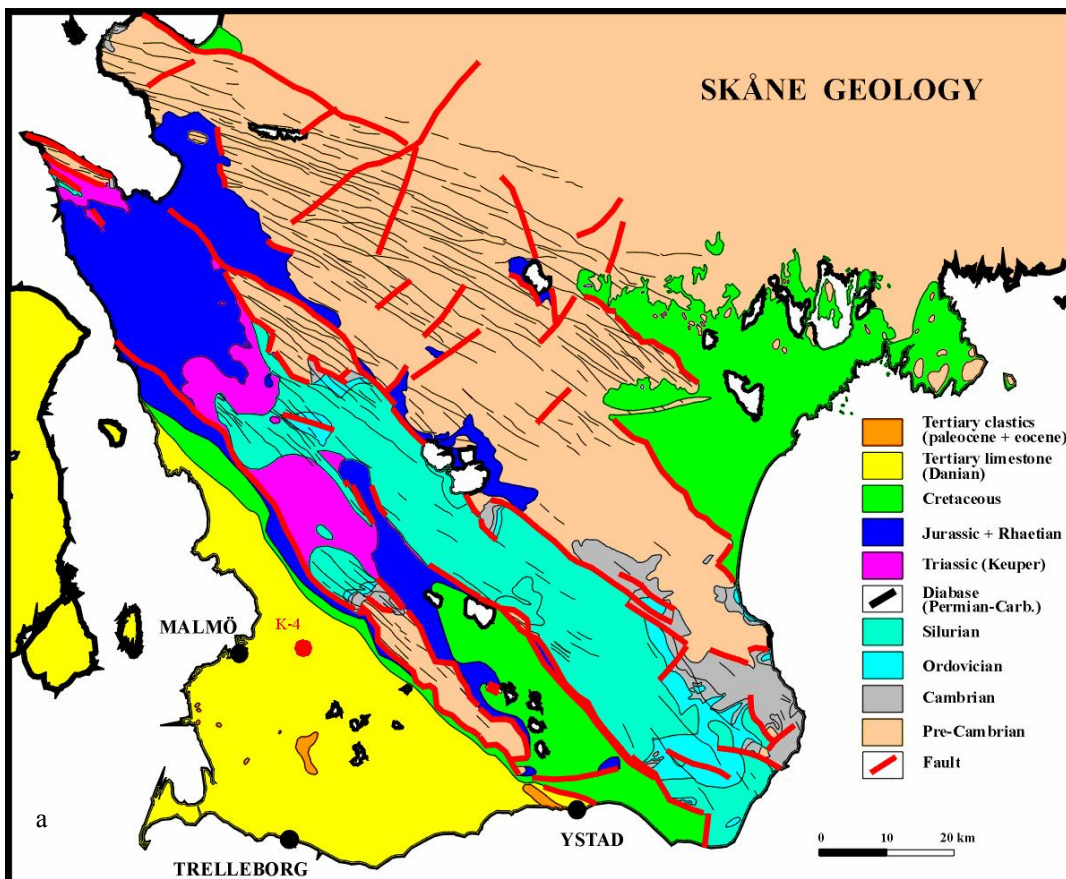 SKÅNE GEOLOGY
Tertiary clastics
(paleocene + eocene)
Tertiary limestone
(Danian)
Cretaceous
Jurassic + Rhaetian
Triassic (Keuper)
Diabase
(Permian-Carb.)
Silurian
Ordovician
Cambrian
Pre-Cambrian
Fault
MALMÖ
K-4
a
TRELLEBORG
YSTAD
0 10 20 km